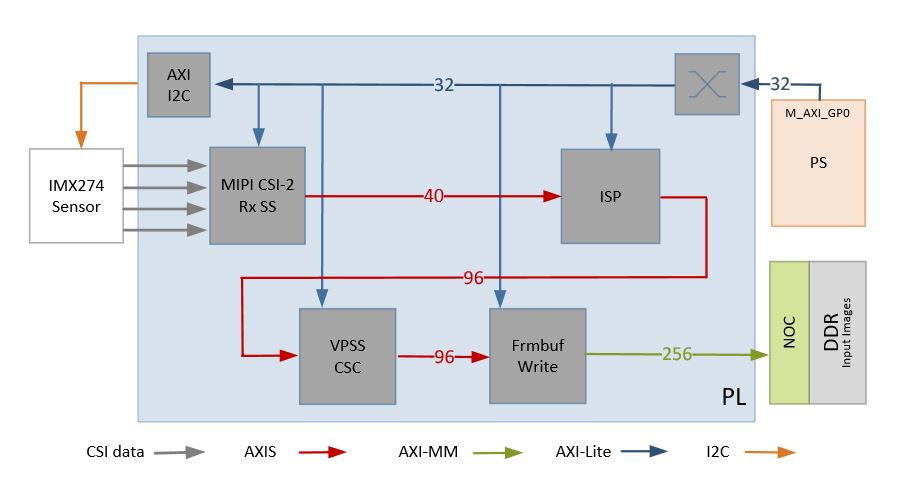 AXI
I2C
32
32
M_AXI_GP0
PS
IMX274
Sensor
MIPI CSI-2
Rx SS
40
ISP
96
VPSS
CSC
96
Frmbuf
Write
256
NOC
DDR
Input Images
PL
CSI data
AXIS
AXI-MM
AXI-Lite
I2C